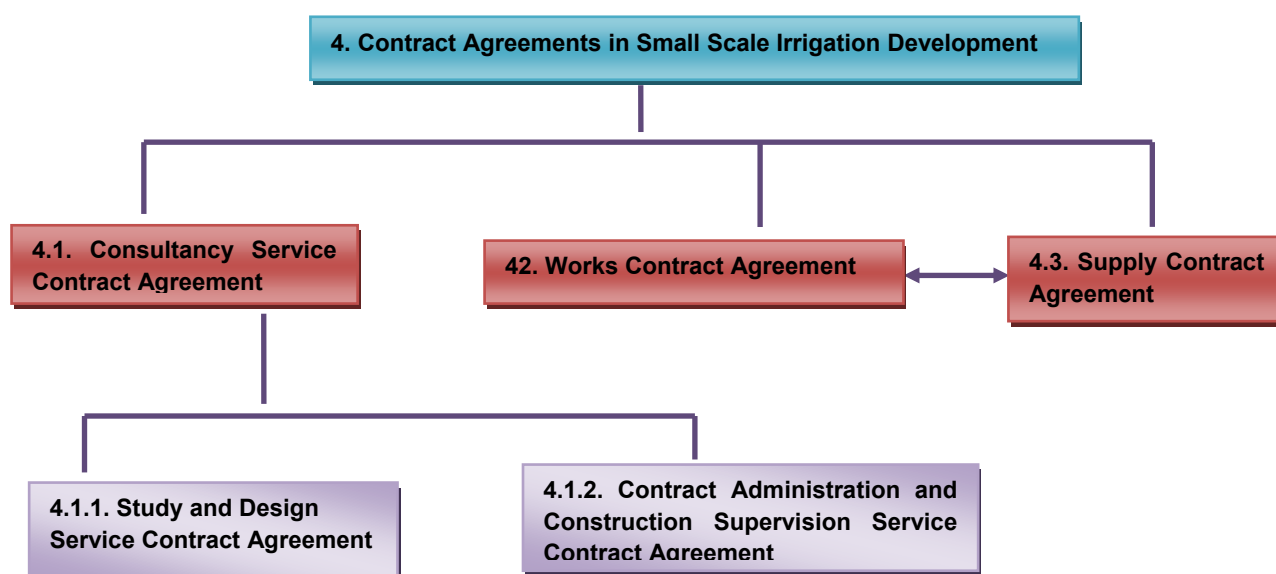 4. Contract Agreements in Small Scale Irrigation Development
4.1. Consultancy Service
Contract Agreement
42. Works Contract Agreement
4.3. Supply Contract
Agreement
4.1.1. Study and Design
Service Contract Agreement
4.1.2. Contract Administration and
Construction Supervision Service
Contract Agreement